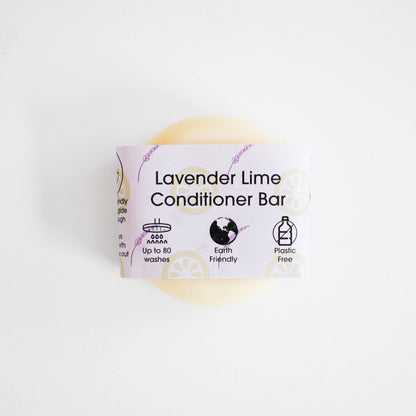 Lavender Lime
Conditioner Bar
Up to 80
washes
Earth
Friendly
Plastic
Free